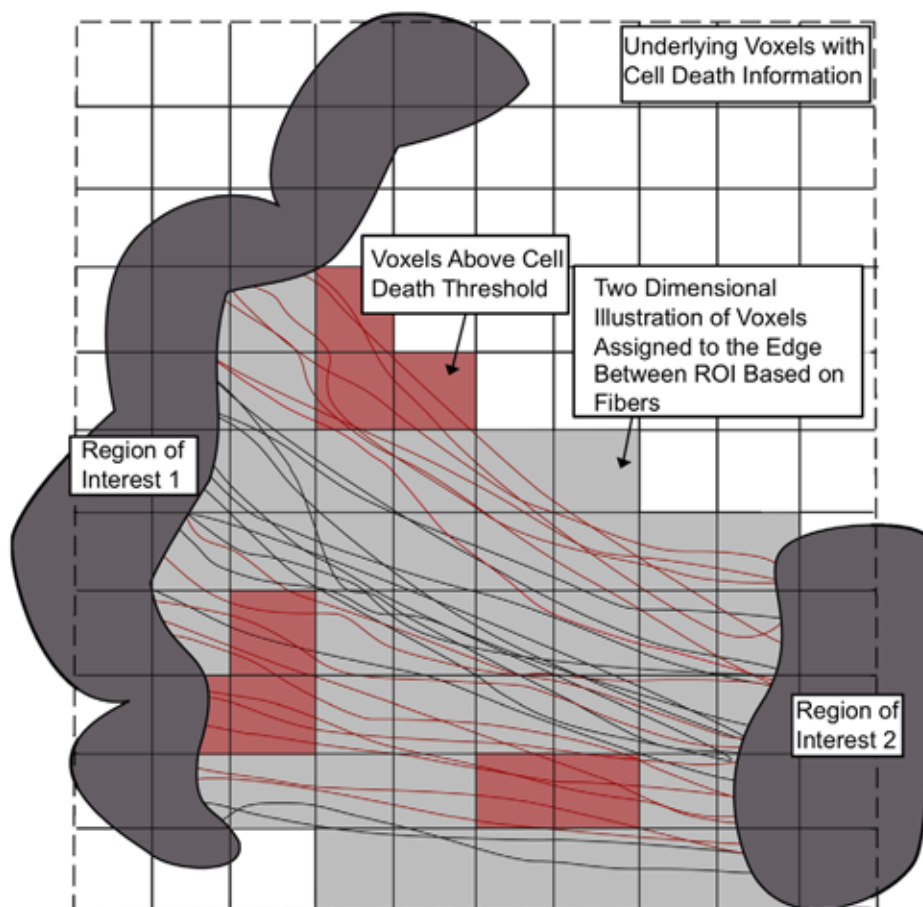 Underlying Voxels with
Cell Death Information
Voxels Above Cell
Death Threshold
Two Dimensional
Illustration of Voxels
Assigned to the Edge
Between ROI Based on
Fibers
Region of
Interest 1
Region of
Interest 2